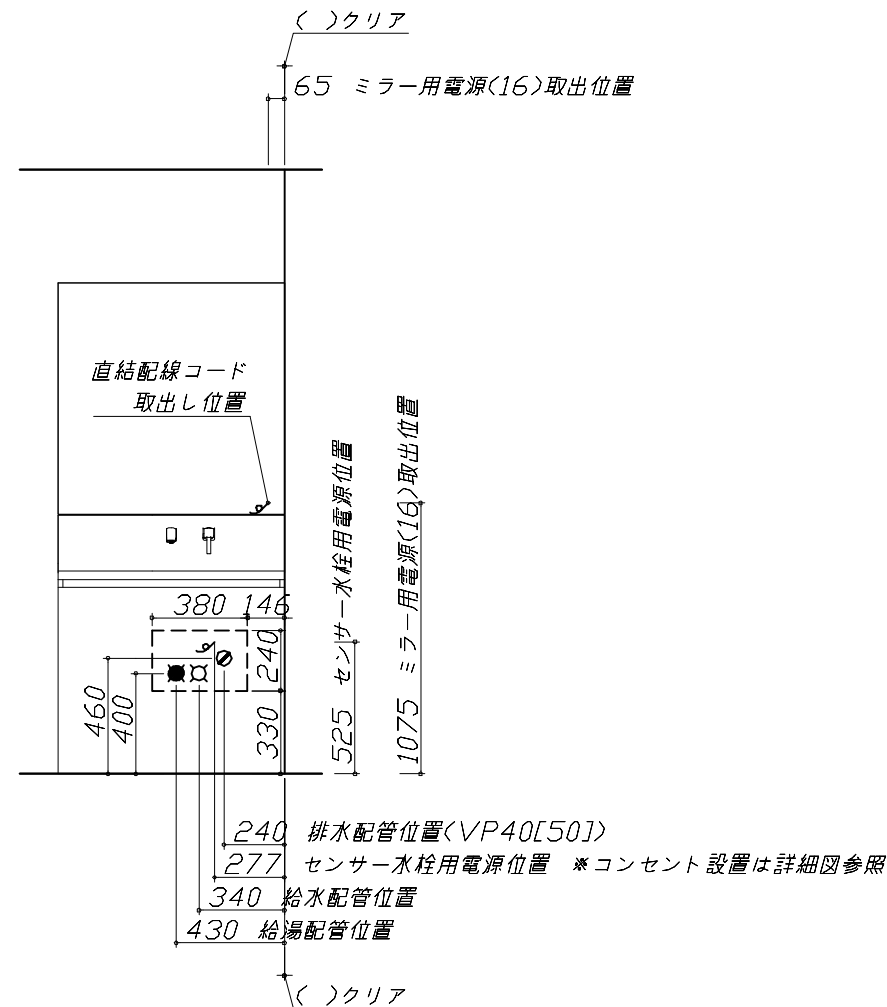 ( )クリア
65 ミラー用電源(16)取出位置
直結配線コード
取出し位置
525 センサー水栓用電源位置
1075 ミラー用電源(16)取出位置
380 146
240
330
460
400
240 排水配管位置(VP40[50])
277 センサー水栓用電源位置 ※コンセント設置は詳細図参照
340 給水配管位置
430 給湯配管位置
( )クリア